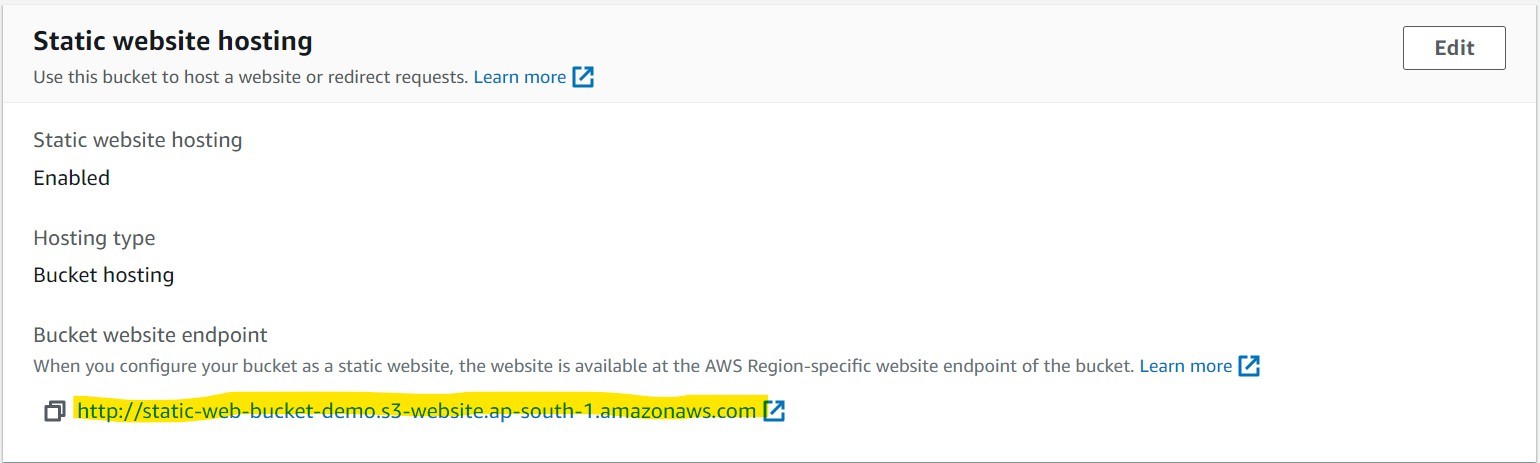 Static website hosting
Edit
Use this bucket to host a website or redirect requests. Learn more
Static website hosting
Enabled
Hosting type
Bucket hosting
Bucket website endpoint
When you configure your bucket as a static website, the website is available at the AWS Region-specific website endpoint of the bucket. Learn more
http://static-web-bucket-demo.s3-website.ap-south-1.amazonaws.com